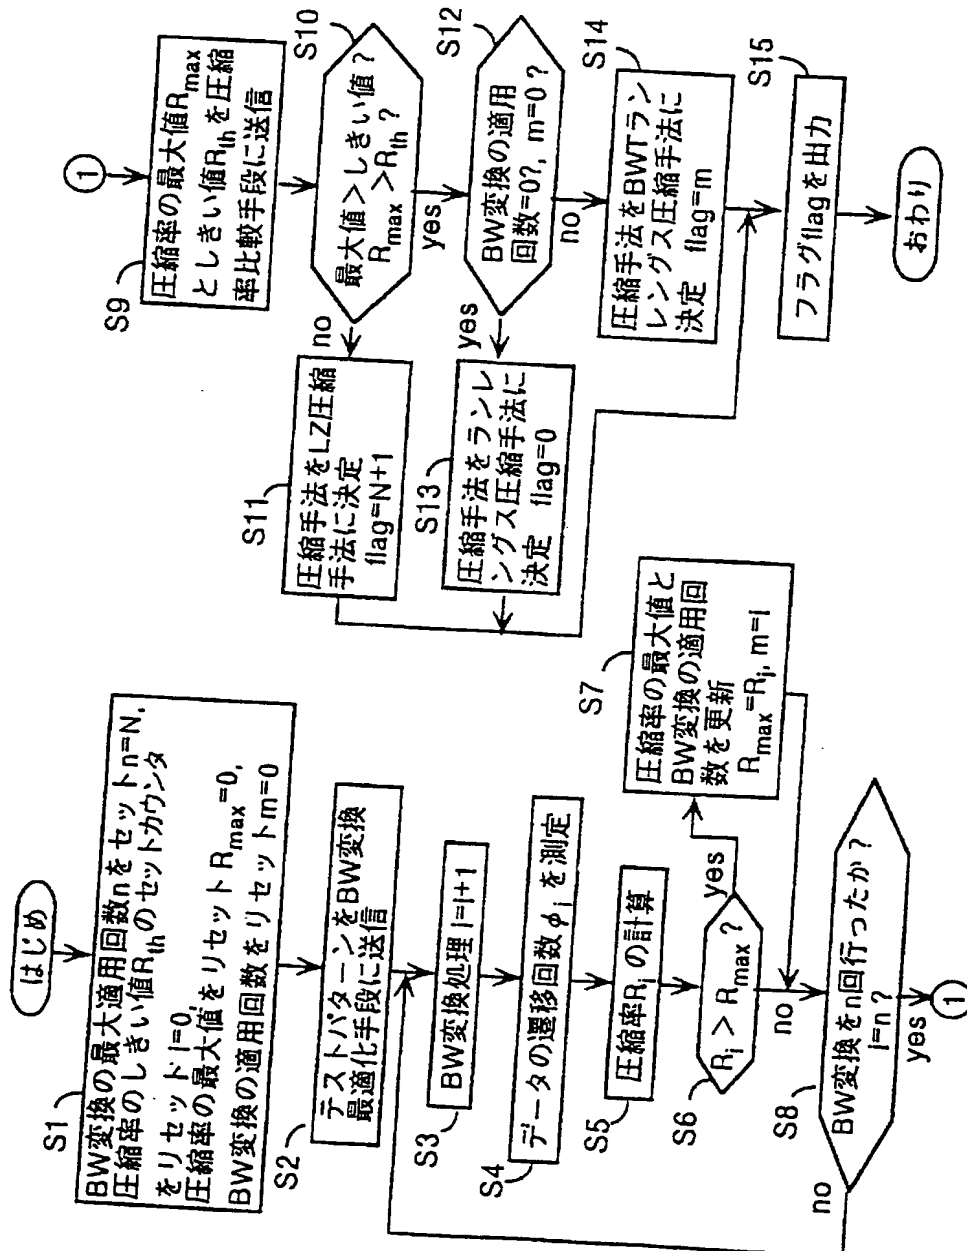 はじめ
S1
BW変換の最大適用回数nをセットn=N,
圧縮率のしきい値Rthのセットカウンタ
をリセットi=0,
圧縮率の最大値をリセットRmax=0,
BW変換の適用回数をリセットm=0
S2
テストパターンをBW変換
最適化手段に送信
S3
BW変換処理 i=i+1
S4
データの遷移回数φiを測定
S5
圧縮率Riの計算
S6
Ri > Rmax?
yes
no
S7
圧縮率の最大値と
BW変換の適用回
数を更新
Rmax=Ri, m=i
S8
BW変換をn回行ったか?
i=n?
no
yes
1
1
S9
圧縮率の最大値Rmax
としきい値Rthを圧縮
率比較手段に送信
S10
最大値>しきい値?
Rmax>Rth?
no
yes
S11
圧縮手法をLZ圧縮
手法に決定
flag=N+1
S12
BW変換の適用
回数=0?, m=0?
yes
no
S13
圧縮手法をランレ
ングス圧縮手法に
決定 flag=0
S14
圧縮手法をBWTラン
レングス圧縮手法に
決定 flag=m
S15
フラグflagを出力
おわり